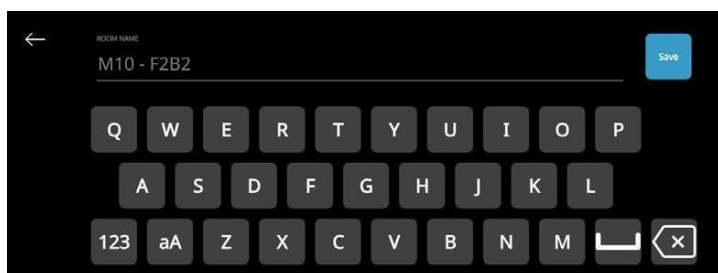 ROOM NAME
M10 - F2B2
Save
Q W E R T Y U I O P
A S D F G H J K L
123 aA Z X C V B N M